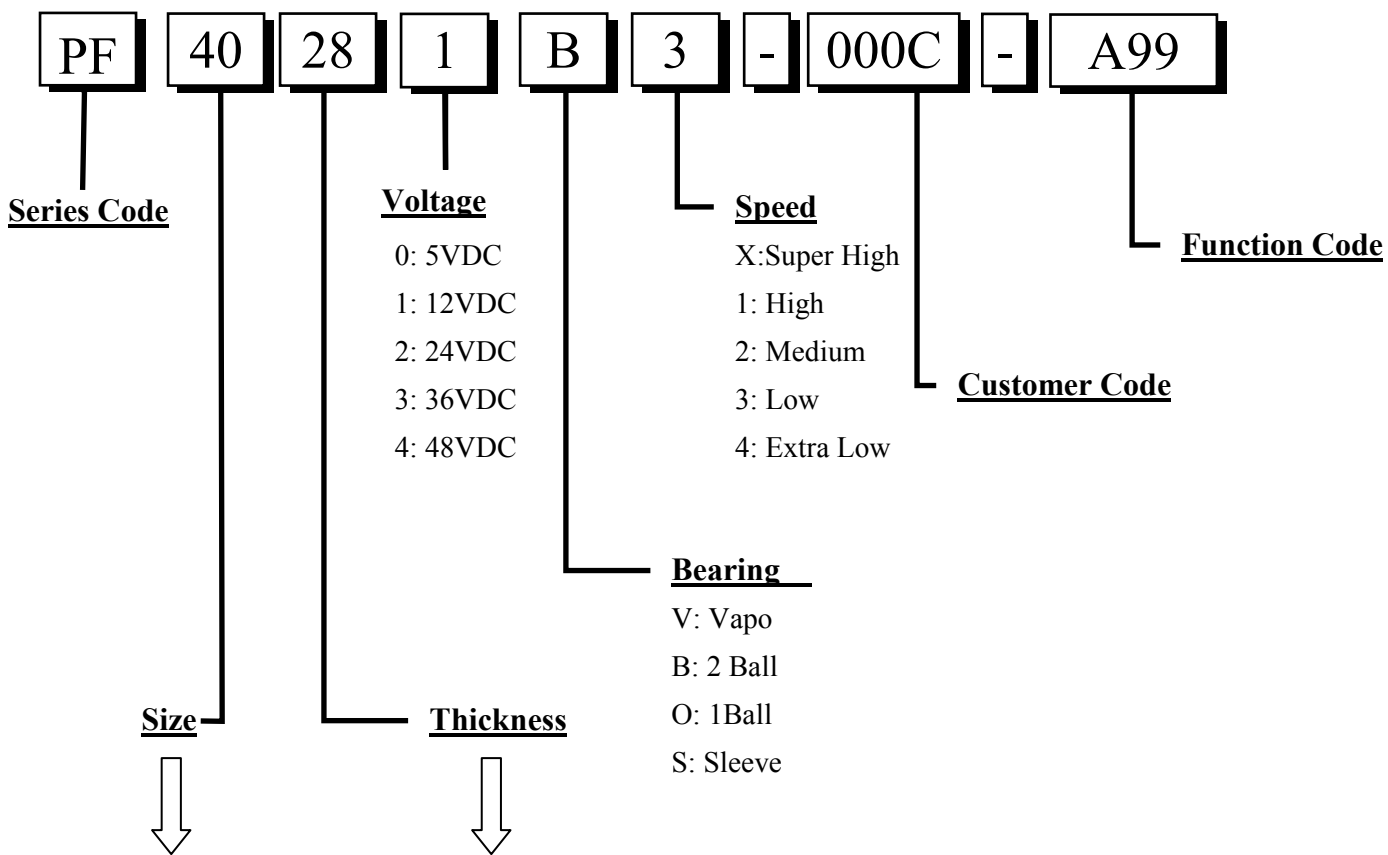 PF 40 28 1 B 3 - 000C - A99
Series Code
Voltage
0: 5VDC
1: 12VDC
2: 24VDC
3: 36VDC
4: 48VDC
Speed
X:Super High
1: High
2: Medium
3: Low
4: Extra Low
Function Code
Customer Code
Bearing
V: Vapo
B: 2 Ball
O: 1Ball
S: Sleeve
Size
Thickness